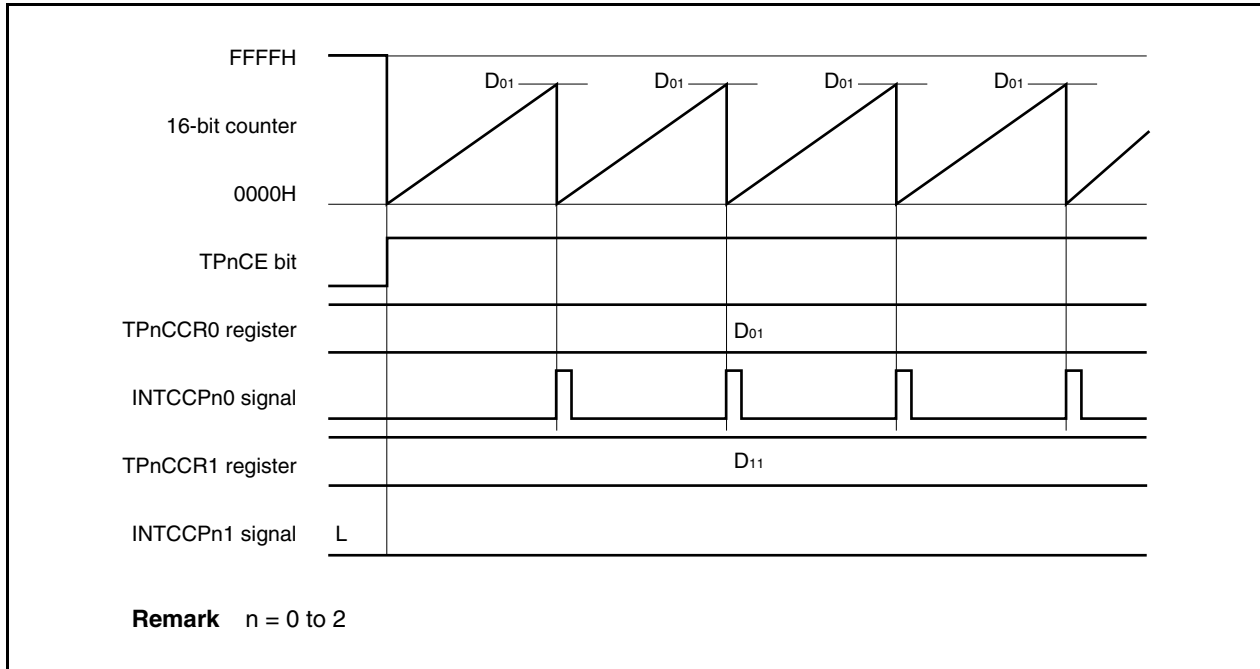 FFFFH
D01 D01 D01 D01
16-bit counter
0000H
TPnCE bit
TPnCCR0 register D01
INTCCPn0 signal
TPnCCR1 register D11
INTCCPn1 signal L
Remark n = 0 to 2